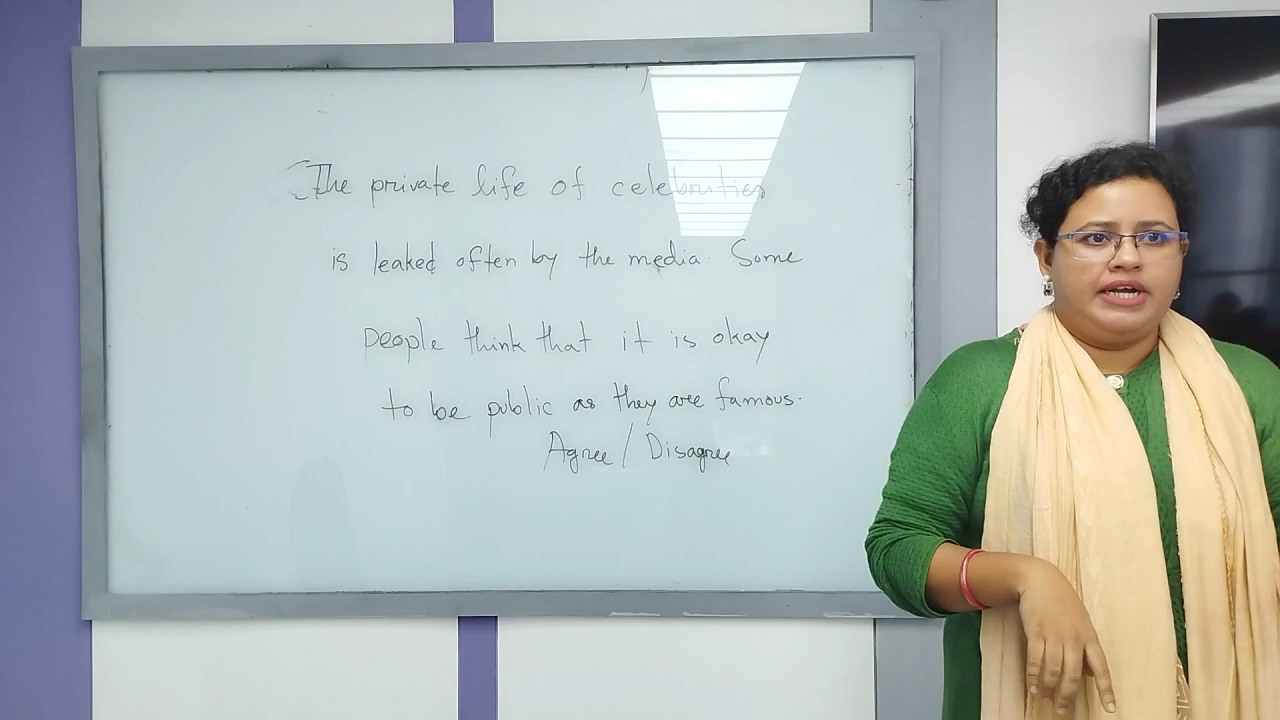 The private life of celebrities
is leaked often by the media. Some
people think that it is okay
to be public as they are famous.
Agree / Disagree